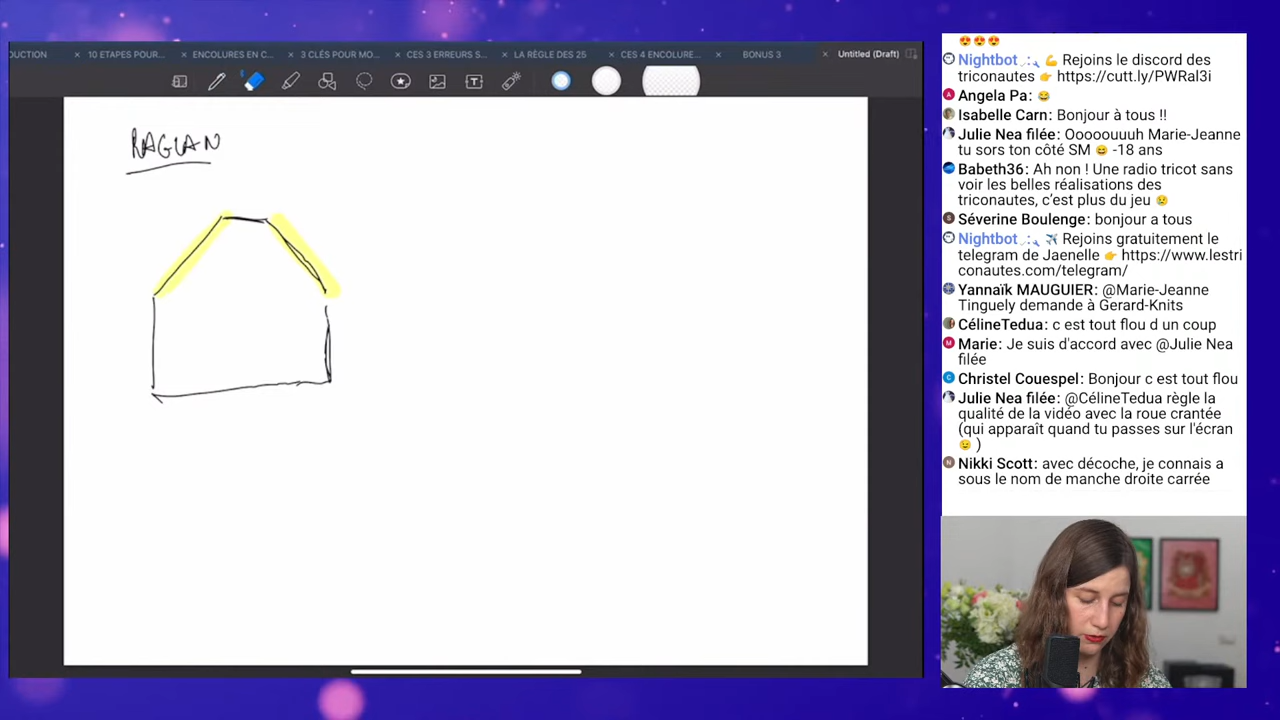 DUCTION
10 ETAPES POUR...
ENCOLURES EN C...
3 CLÉS POUR MO...
CES 3 ERREURS S...
LA RÈGLE DES 25
CES 4 ENCOLURE...
BONUS 3
Untitled (Draft)
RAGLAN
Nightbot : 💪 Rejoins le discord des
triconautes 👉 https://cutt.ly/PWRal3i
Angela Pa: 😂
Isabelle Carn: Bonjour à tous !!
Julie Nea filée: Ooooouuuh Marie-Jeanne
tu sors ton côté SM 😄 -18 ans
Babeth36: Ah non ! Une radio tricot sans
voir les belles réalisations des
triconautes, c’est plus du jeu 😢
Séverine Boulenge: bonjour a tous
Nightbot : ✈️ Rejoins gratuitement le
telegram de Jaenelle 👉 https://www.lestri
conautes.com/telegram/
Yannaïk MAUGUIER: @Marie-Jeanne
Tinguely demande à Gerard-Knits
CélineTedua: c est tout flou d un coup
Marie: Je suis d'accord avec @Julie Nea
filée
Christel Couespel: Bonjour c est tout flou
Julie Nea filée: @CélineTedua règle la
qualité de la vidéo avec la roue crantée
(qui apparaît quand tu passes sur l'écran
😉 )
Nikki Scott: avec décoche, je connais a
sous le nom de manche droite carrée